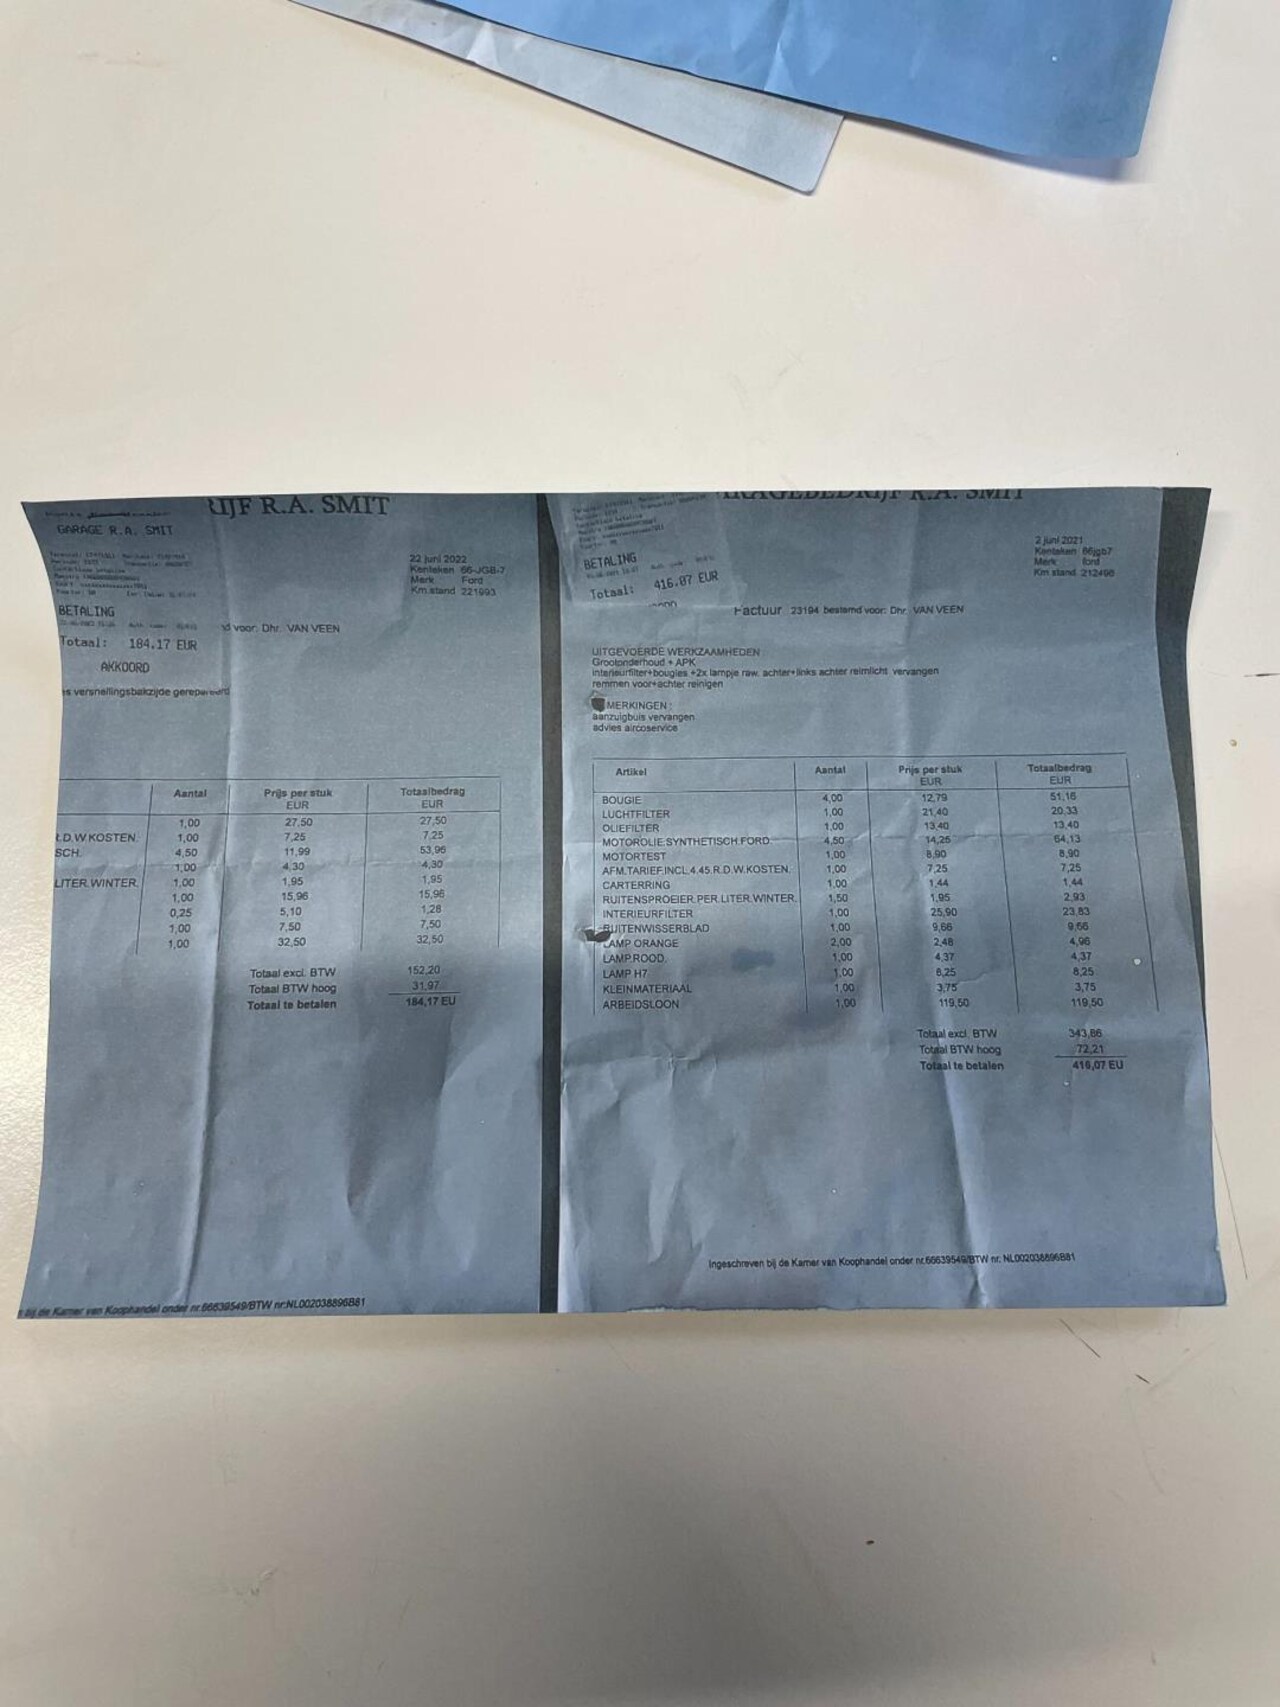 RIJF R.A. SMIT
GARAGE R.A. SMIT
BETALING
Totaal: 184.17 EUR
AKKOORD
22 juni 2022
Kenteken 66-JGB-7
Merk Ford
Km.stand 221993
voor: Dhr. VAN VEEN
versnellingsbakzijde gerepareerd
Aantal Prijs per stuk Totaalbedrag
EUR EUR
1,00 27,50 27,50
R.D.W.KOSTEN. 1,00 7,25 7,25
SCH. 4,50 11,99 53,96
1,00 4,30 4,30
LITER.WINTER. 1,00 1,95 1,95
1,00 15,96 15,96
0,25 5,10 1,28
1,00 7,50 7,50
1,00 32,50 32,50
Totaal excl. BTW 152,20
Totaal BTW hoog 31,97
Totaal te betalen 184,17 EU
bij de Kamer van Koophandel onder nr.66639549/BTW nr:NL002038896B81
RAGEBEDRIJF R.A. SMIT
BETALING
Totaal: 416.07 EUR
2 juni 2021
Kenteken 66jgb7
Merk ford
Km.stand 212496
Factuur 23194 bestemd voor: Dhr. VAN VEEN
UITGEVOERDE WERKZAAMHEDEN :
Grootonderhoud + APK
interieurfilter+bougies +2x lampje raw. achter+links achter reimlicht vervangen
remmen voor+achter reinigen
MERKINGEN :
aanzuigbuis vervangen
advies aircoservice
Artikel Aantal Prijs per stuk Totaalbedrag
EUR EUR
BOUGIE 4,00 12,79 51,16
LUCHTFILTER 1,00 21,40 20,33
OLIEFILTER 1,00 13,40 13,40
MOTOROLIE.SYNTHETISCH.FORD. 4,50 14,25 64,13
MOTORTEST 1,00 8,90 8,90
AFM.TARIEF.INCL.4.45.R.D.W.KOSTEN. 1,00 7,25 7,25
CARTERRING 1,00 1,44 1,44
RUITENSPROEIER.PER.LITER.WINTER. 1,50 1,95 2,93
INTERIEURFILTER 1,00 25,90 23,83
RUITENWISSERBLAD 1,00 9,66 9,66
LAMP ORANGE 2,00 2,48 4,96
LAMP.ROOD. 1,00 4,37 4,37
LAMP H7 1,00 8,25 8,25
KLEINMATERIAAL 1,00 3,75 3,75
ARBEIDSLOON 1,00 119,50 119,50
Totaal excl. BTW 343,86
Totaal BTW hoog 72,21
Totaal te betalen 416,07 EU
Ingeschreven bij de Kamer van Koophandel onder nr.66639549/BTW nr. NL002038896B81